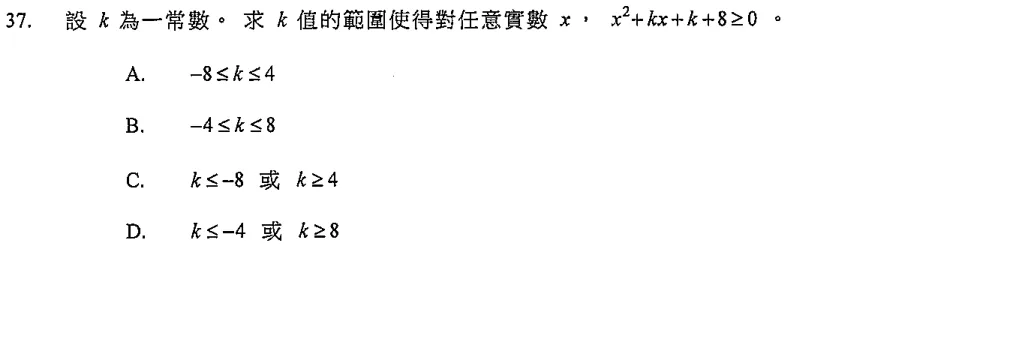 37. 設 k 為一常數。 求 k 值的範圍使得對任意實數 x， x²+kx+k+8≥0 。
A. −8≤k≤4
B. −4≤k≤8
C. k≤−8 或 k≥4
D. k≤−4 或 k≥8